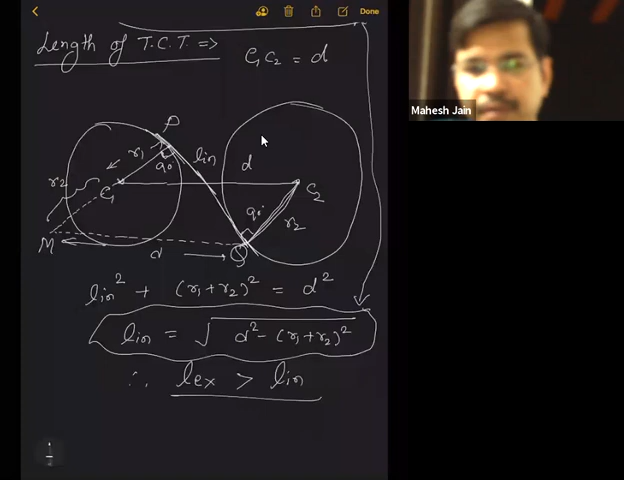 Done
Length of T.C.T. =>
C₁C₂ = d
Mahesh Jain
P
r₁
90°
lin
d
r₂
C₁
C₂
90°
r₂
M
Q
d
lin² + (r₁+r₂)² = d²
lin = √d²-(r₁+r₂)²
∴ lex > lin